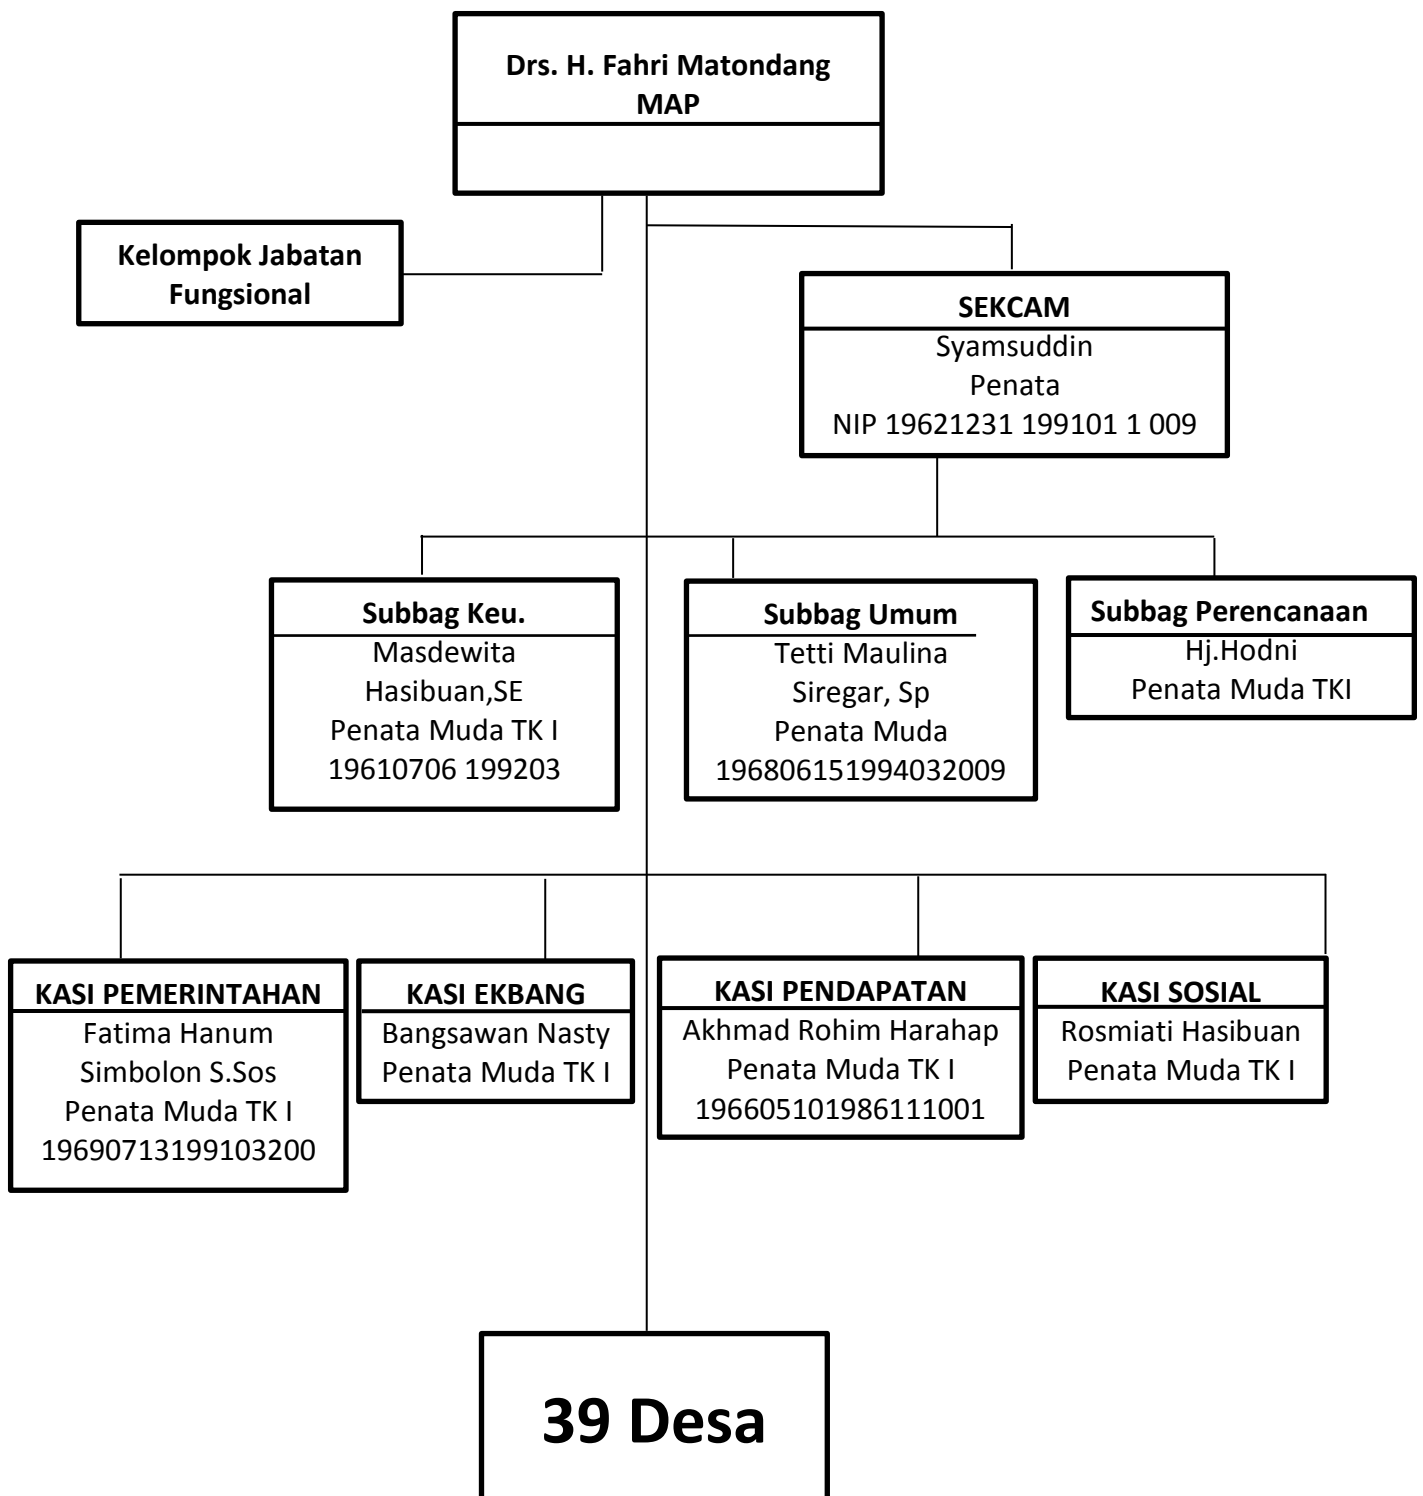 Drs. H. Fahri Matondang
MAP
Kelompok Jabatan
Fungsional
SEKCAM
Syamsuddin
Penata
NIP 19621231 199101 1 009
Subbag Keu.
Masdewita
Hasibuan,SE
Penata Muda TK I
19610706 199203
Subbag Umum
Tetti Maulina
Siregar, Sp
Penata Muda
196806151994032009
Subbag Perencanaan
Hj.Hodni
Penata Muda TKI
KASI PEMERINTAHAN
Fatima Hanum
Simbolon S.Sos
Penata Muda TK I
19690713199103200
KASI EKBANG
Bangsawan Nasty
Penata Muda TK I
KASI PENDAPATAN
Akhmad Rohim Harahap
Penata Muda TK I
196605101986111001
KASI SOSIAL
Rosmiati Hasibuan
Penata Muda TK I
39 Desa